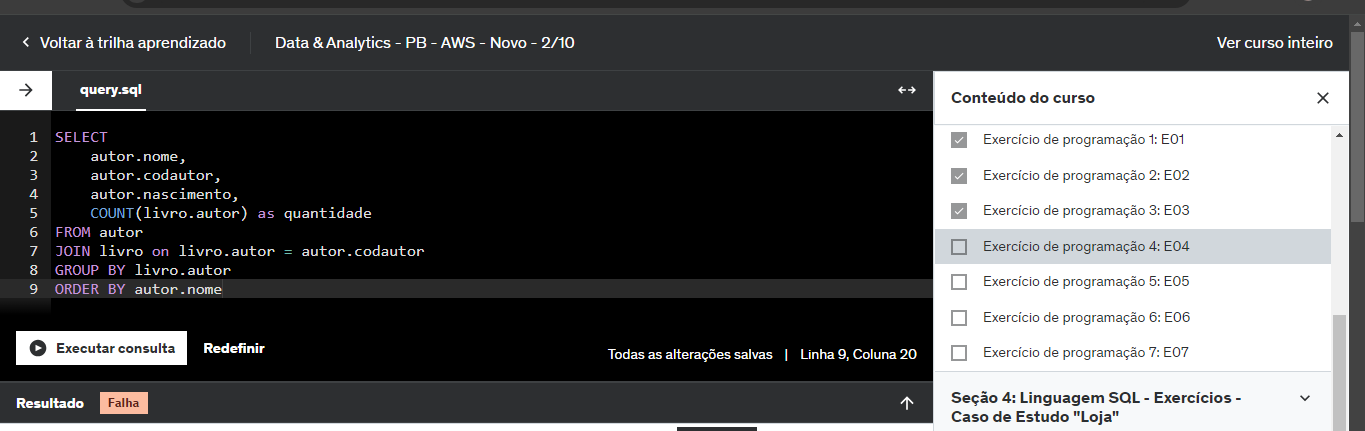 Voltar à trilha aprendizado
Data & Analytics - PB - AWS - Novo - 2/10
Ver curso inteiro
query.sql
1 SELECT
2 autor.nome,
3 autor.codautor,
4 autor.nascimento,
5 COUNT(livro.autor) as quantidade
6 FROM autor
7 JOIN livro on livro.autor = autor.codautor
8 GROUP BY livro.autor
9 ORDER BY autor.nome
Executar consulta
Redefinir
Todas as alterações salvas | Linha 9, Coluna 20
Resultado
Falha
Conteúdo do curso
Exercício de programação 1: E01
Exercício de programação 2: E02
Exercício de programação 3: E03
Exercício de programação 4: E04
Exercício de programação 5: E05
Exercício de programação 6: E06
Exercício de programação 7: E07
Seção 4: Linguagem SQL - Exercícios -
Caso de Estudo "Loja"